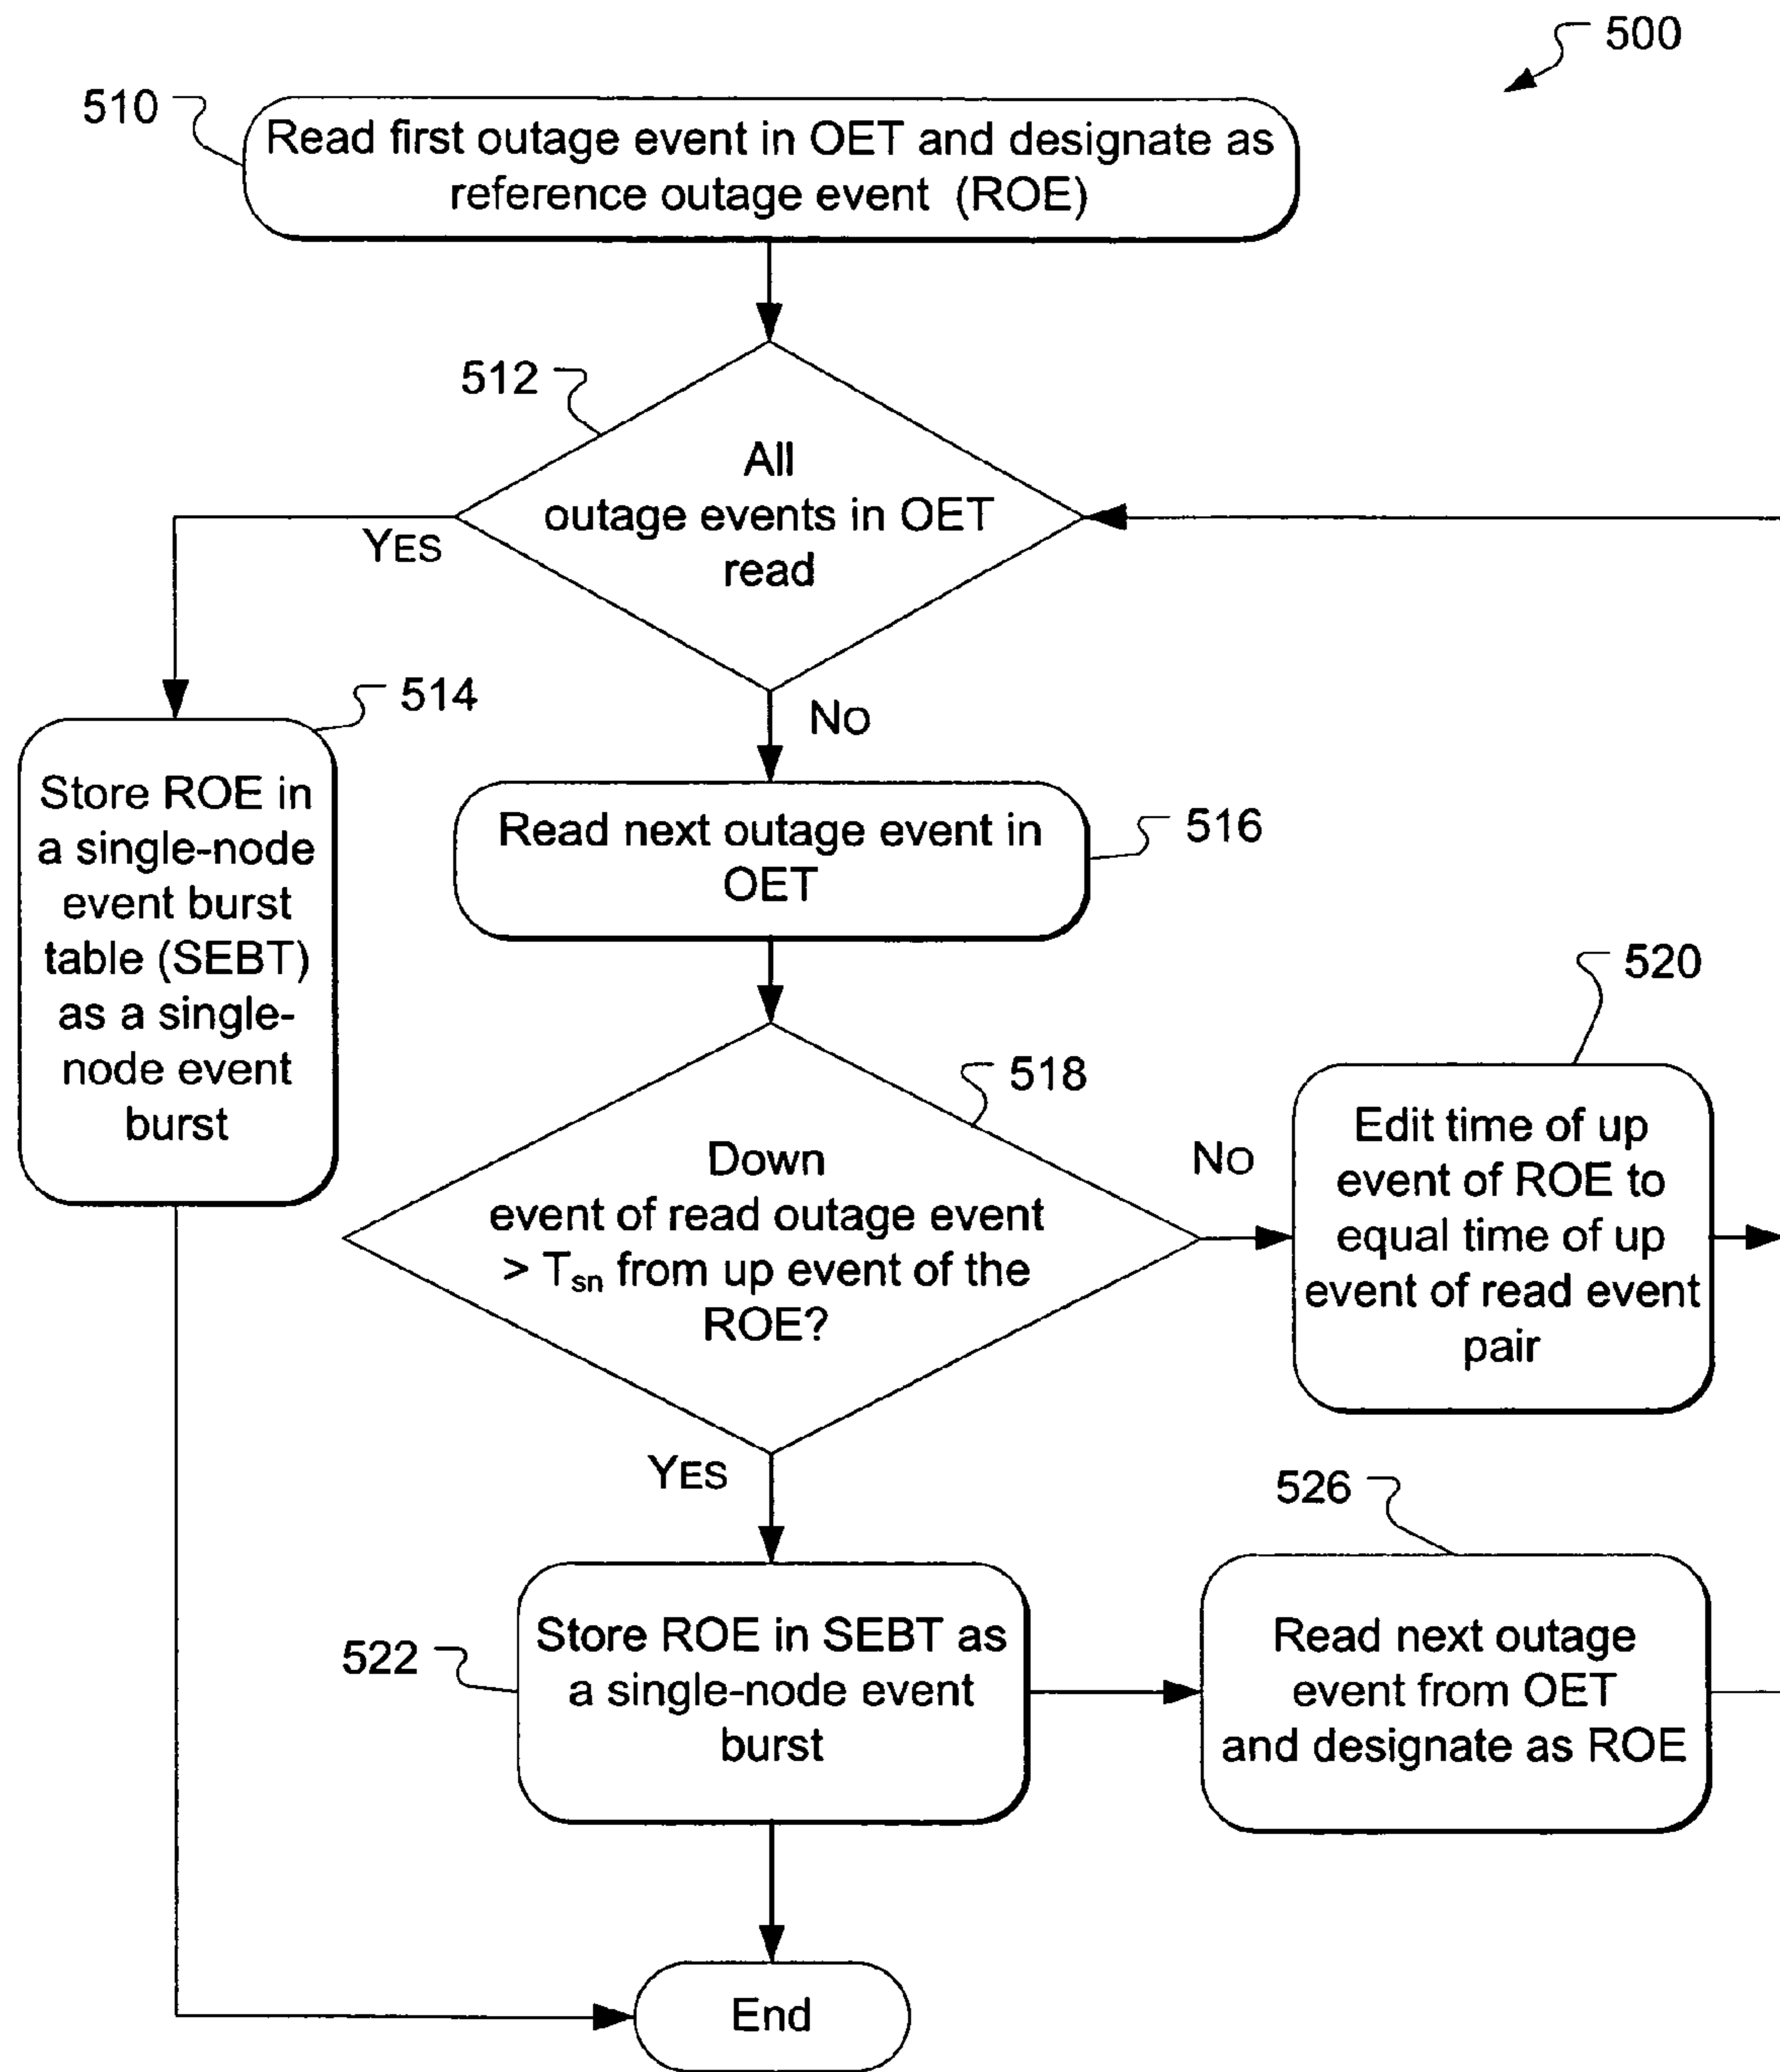 500
510
Read first outage event in OET and designate as
reference outage event (ROE)
512
All
outage events in OET
read
YES
NO
514
Store ROE in
a single-node
event burst
table (SEBT)
as a single-
node event
burst
Read next outage event in
OET
516
518
Down
event of read outage event
> Tsn from up event of the
ROE?
NO
YES
520
Edit time of up
event of ROE to
equal time of up
event of read event
pair
522
Store ROE in SEBT as
a single-node event
burst
526
Read next outage
event from OET
and designate as ROE
End